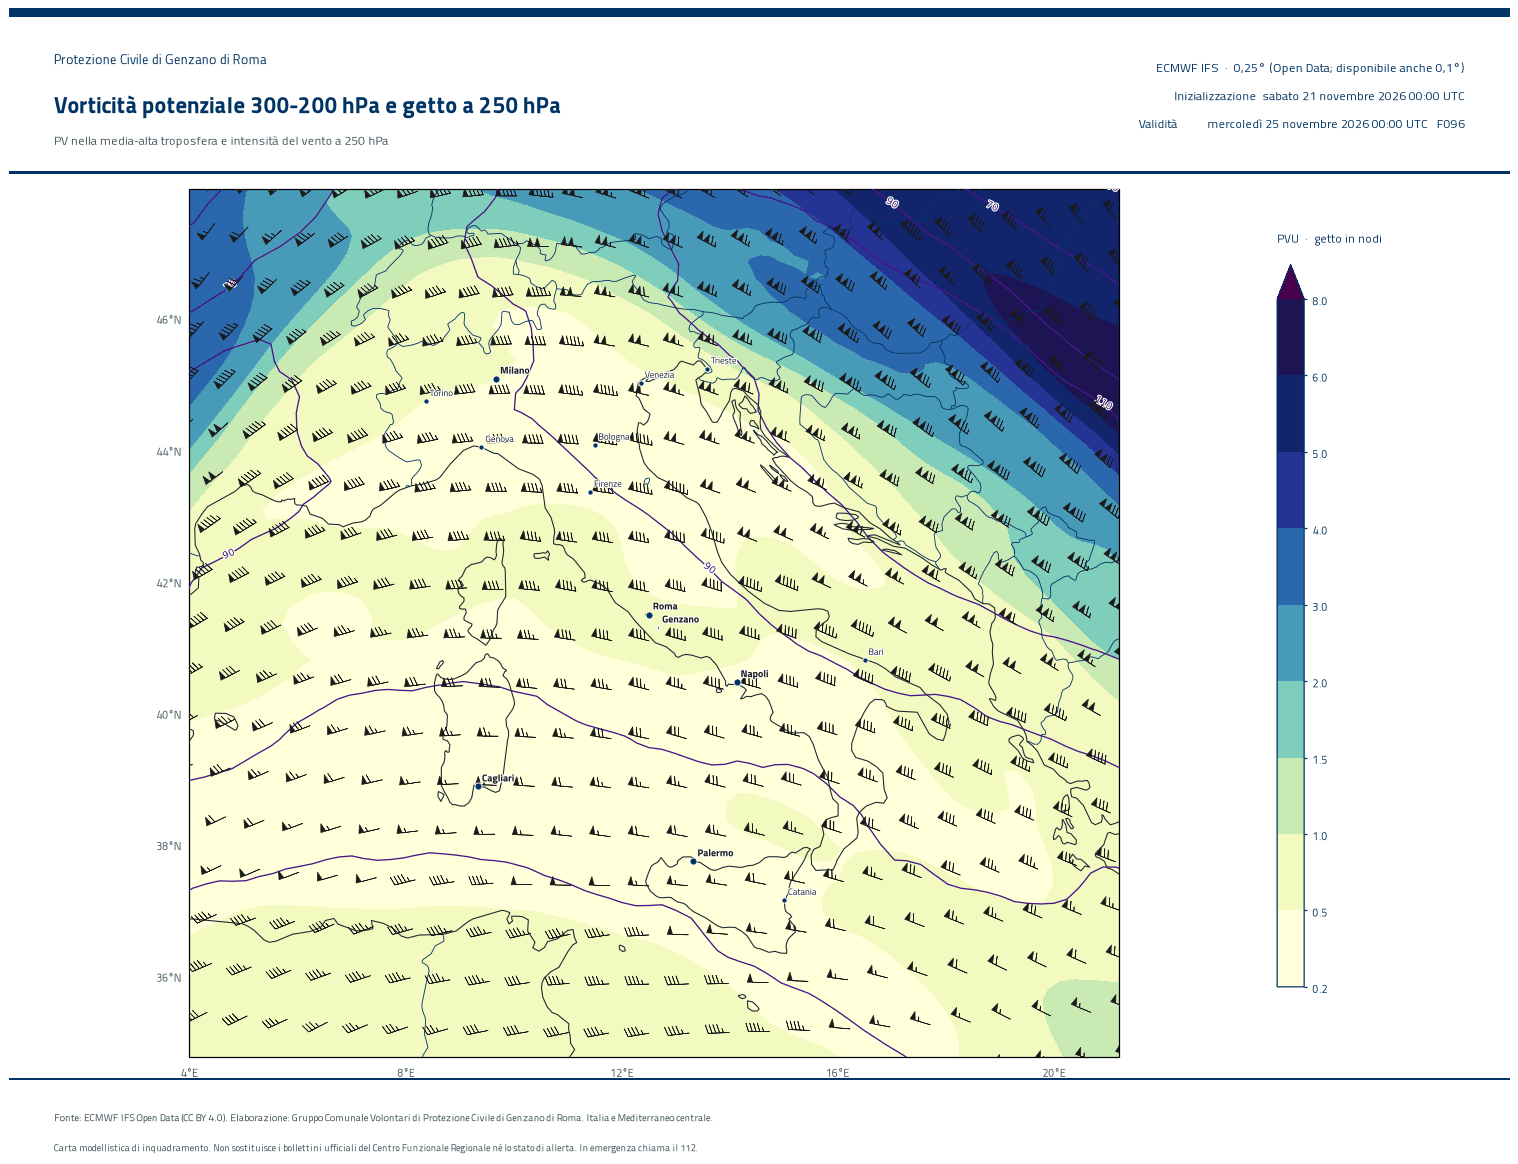 Protezione Civile di Genzano di Roma
Vorticità potenziale 300-200 hPa e getto a 250 hPa
PV nella media-alta troposfera e intensità del vento a 250 hPa
ECMWF IFS · 0,25° (Open Data; disponibile anche 0,1°)
Inizializzazione sabato 21 novembre 2026 00:00 UTC
Validità mercoledì 25 novembre 2026 00:00 UTC F096
PVU · getto in nodi
8.0
6.0
5.0
4.0
3.0
2.0
1.5
1.0
0.5
0.2
90
70
110
90
90
46°N
44°N
42°N
40°N
38°N
36°N
4°E
8°E
12°E
16°E
20°E
Milano
Torino
Venezia
Trieste
Genova
Bologna
Firenze
Roma
Genzano
Bari
Napoli
Cagliari
Palermo
Catania
Fonte: ECMWF IFS Open Data (CC BY 4.0). Elaborazione: Gruppo Comunale Volontari di Protezione Civile di Genzano di Roma. Italia e Mediterraneo centrale.
Carta modellistica di inquadramento. Non sostituisce i bollettini ufficiali del Centro Funzionale Regionale né lo stato di allerta. In emergenza chiama il 112.